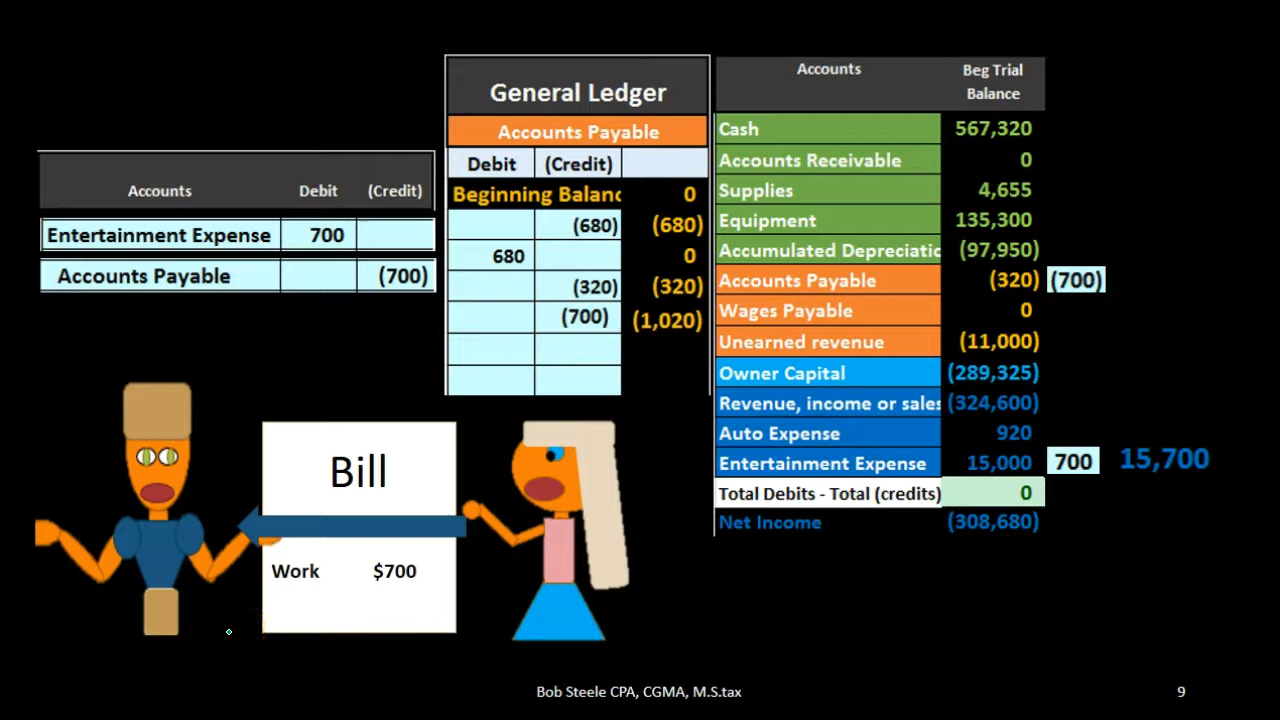 Accounts Debit (Credit)
Entertainment Expense 700
Accounts Payable (700)
General Ledger
Accounts Payable
Debit (Credit)
Beginning Balanc 0
(680) (680)
680 0
(320) (320)
(700) (1,020)
Accounts Beg Trial
Balance
Cash 567,320
Accounts Receivable 0
Supplies 4,655
Equipment 135,300
Accumulated Depreciatio (97,950)
Accounts Payable (320) (700)
Wages Payable 0
Unearned revenue (11,000)
Owner Capital (289,325)
Revenue, income or sales (324,600)
Auto Expense 920
Entertainment Expense 15,000 700 15,700
Total Debits - Total (credits) 0
Net Income (308,680)
Bill
Work $700
Bob Steele CPA, CGMA, M.S.tax
9